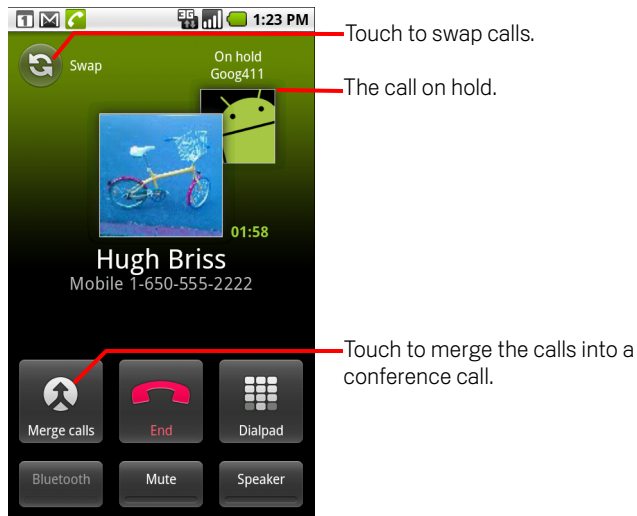 1
3G
1:23 PM
Touch to swap calls.
Swap
On hold
Goog411
The call on hold.
01:58
Hugh Briss
Mobile 1-650-555-2222
Touch to merge the calls into a
conference call.
Merge calls
End
Dialpad
Bluetooth
Mute
Speaker